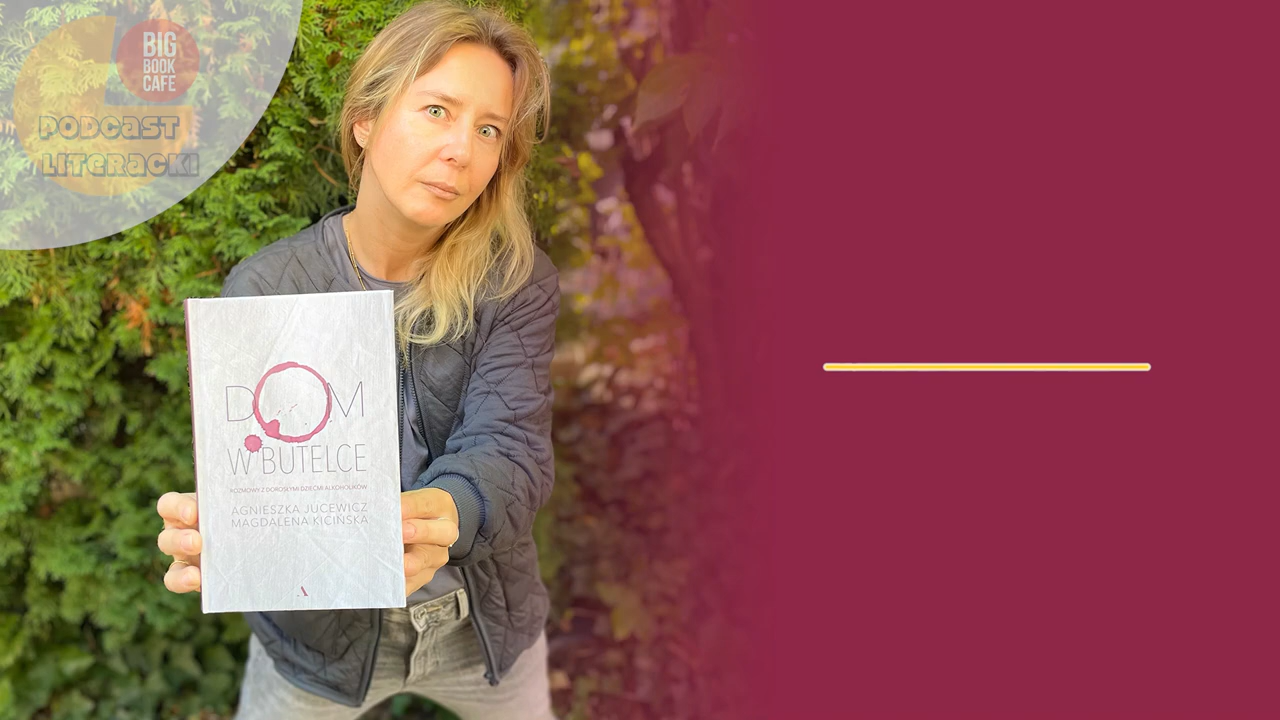 BIG
BOOK
CAFE
PODCAST
LITERACKI
DOM
W BUTELCE
ROZMOWY Z DOROSŁYMI DZIEĆMI ALKOHOLIKÓW
AGNIESZKA JUCEWICZ
MAGDALENA KICIŃSKA